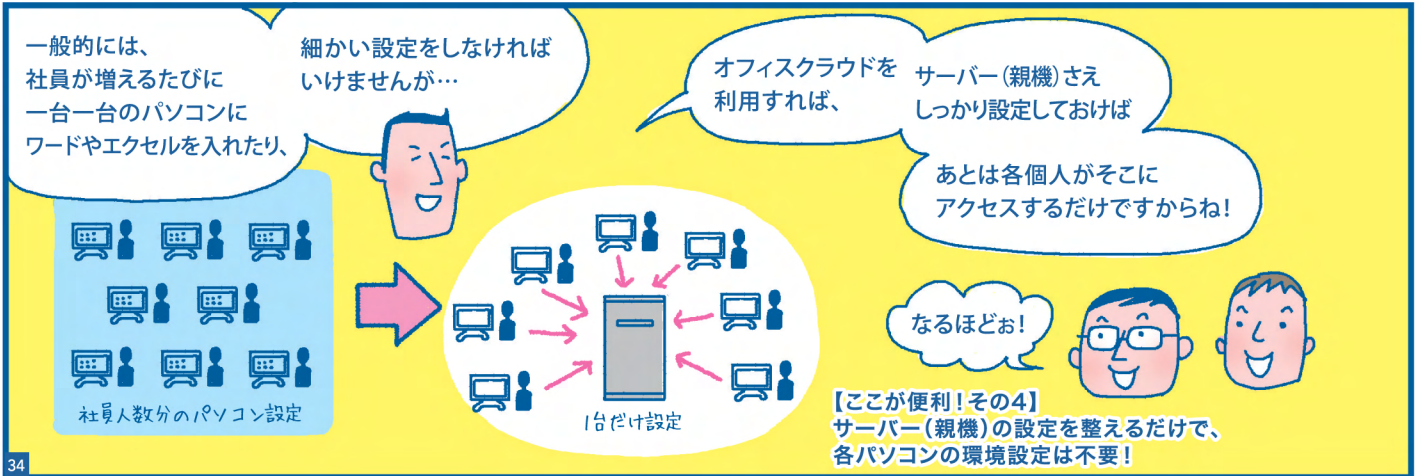 一般的には、
社員が増えるたびに
一台一台のパソコンに
ワードやエクセルを入れたり、
細かい設定をしなければ
いけませんが…
オフィスクラウドを
利用すれば、
サーバー（親機）さえ
しっかり設定しておけば
あとは各個人がそこに
アクセスするだけですからね！
社員人数分のパソコン設定
1台だけ設定
なるほどぉ！
【ここが便利！その4】
サーバー（親機）の設定を整えるだけで、
各パソコンの環境設定は不要！
34